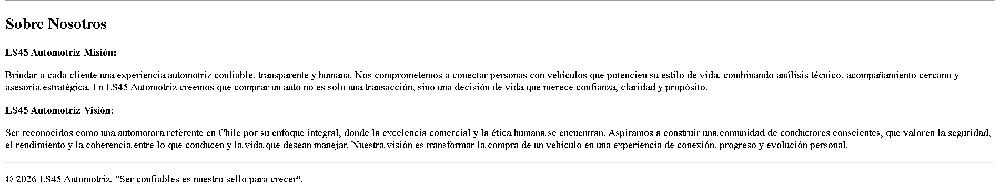 Sobre Nosotros
LS45 Automotriz Misión:
Brindar a cada cliente una experiencia automotriz confiable, transparente y humana. Nos comprometemos a conectar personas con vehículos que potencien su estilo de vida, combinando análisis técnico, acompañamiento cercano y
asesoría estratégica. En LS45 Automotriz creemos que comprar un auto no es solo una transacción, sino una decisión de vida que merece confianza, claridad y propósito.
LS45 Automotriz Visión:
Ser reconocidos como una automotora referente en Chile por su enfoque integral, donde la excelencia comercial y la ética humana se encuentran. Aspiramos a construir una comunidad de conductores conscientes, que valoren la seguridad,
el rendimiento y la coherencia entre lo que conducen y la vida que desean manejar. Nuestra visión es transformar la compra de un vehículo en una experiencia de conexión, progreso y evolución personal.
© 2026 LS45 Automotriz. "Ser confiables es nuestro sello para crecer".